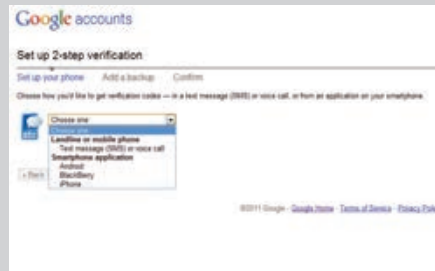 Google accounts
Set up 2-step verification
Set up your phone Add a backup Confirm
Choose how you'd like to get verification codes — in a text message (SMS) or voice call, or from an application on your smartphone.
Choose one
Choose one
Landline or mobile phone
Text message (SMS) or voice call
Smartphone application
Android
BlackBerry
iPhone
« Back
©2011 Google - Google Home - Terms of Service - Privacy Poli